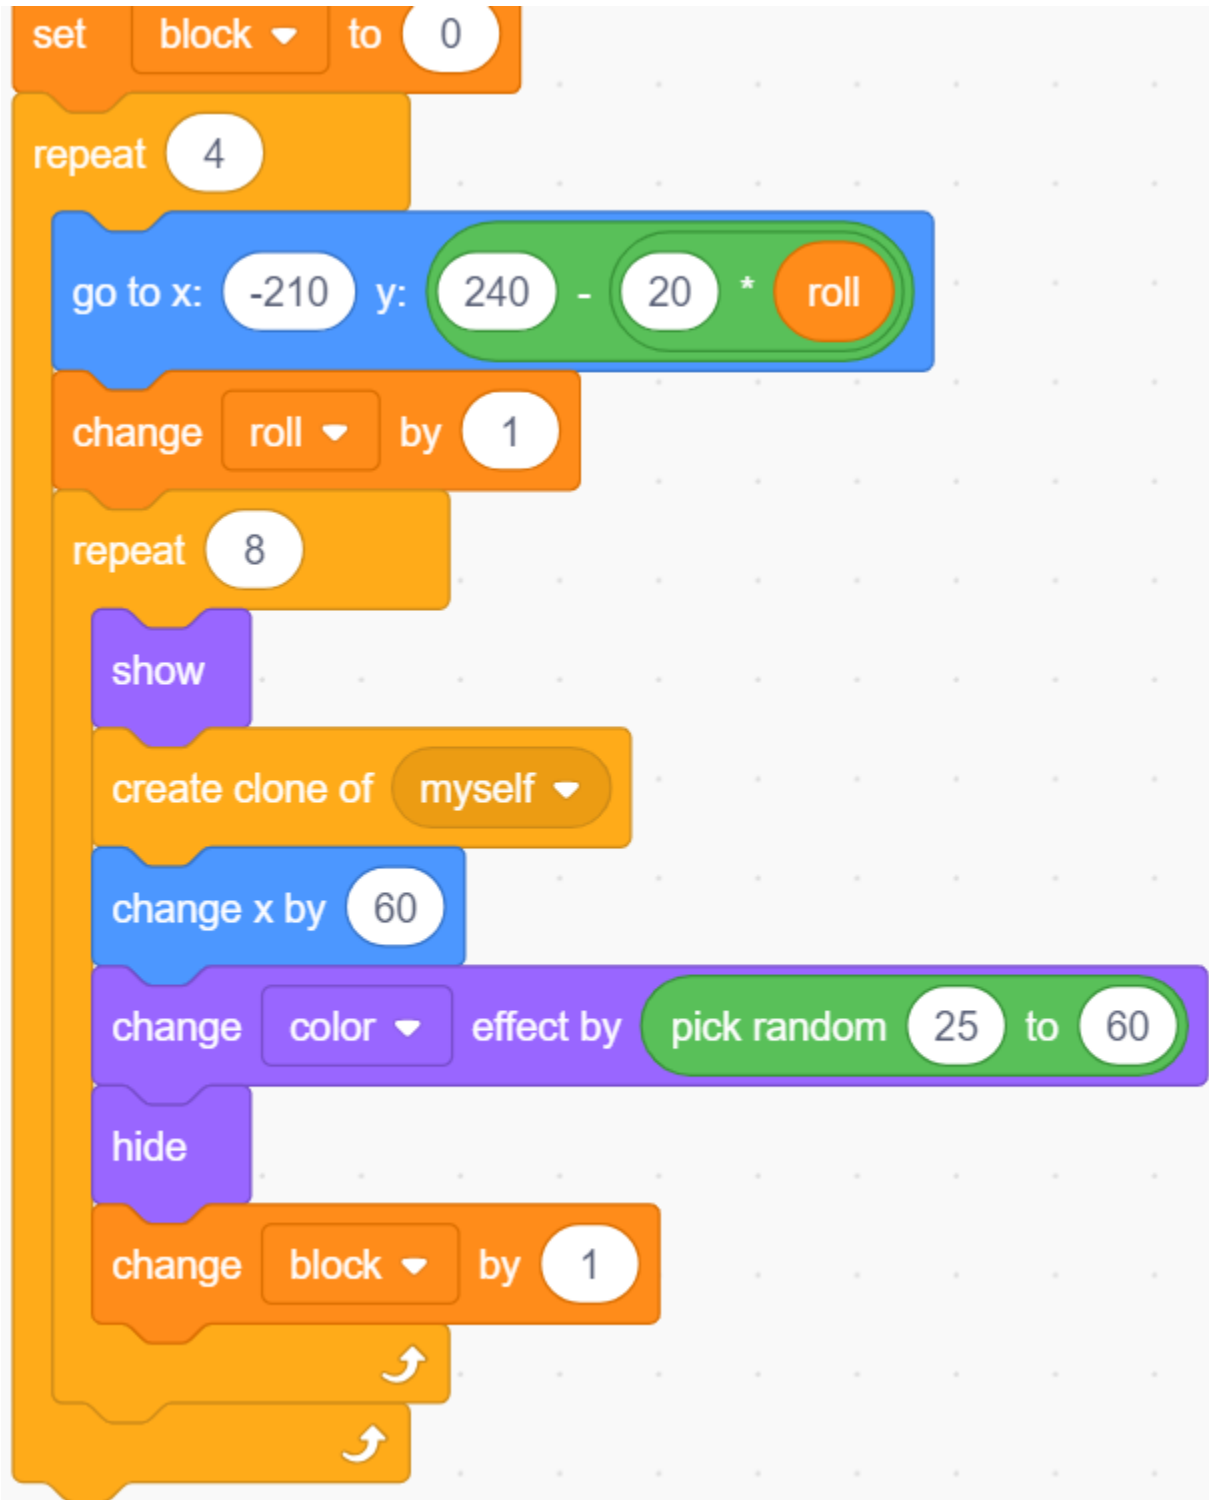 set block to 0
repeat 4
go to x: -210 y: 240 - 20 * roll
change roll by 1
repeat 8
show
create clone of myself
change x by 60
change color effect by pick random 25 to 60
hide
change block by 1